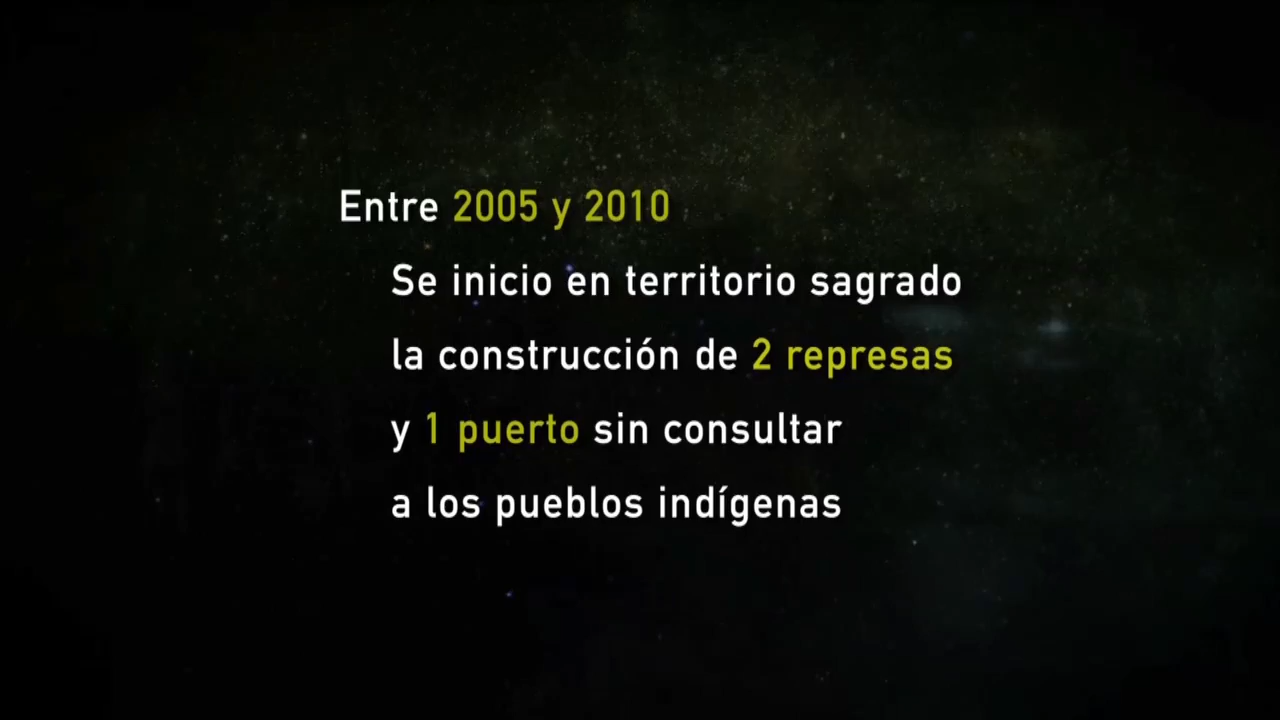 Entre 2005 y 2010
Se inicio en territorio sagrado
la construcción de 2 represas
y 1 puerto sin consultar
a los pueblos indígenas